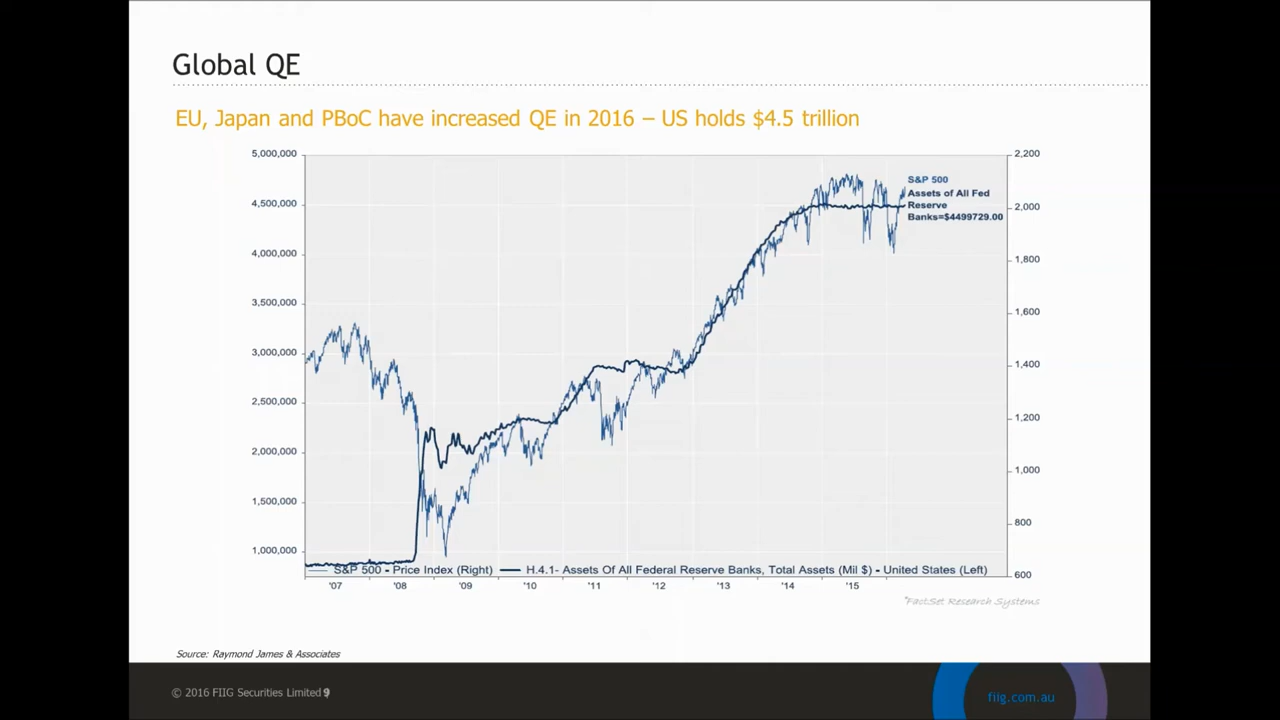 Global QE
EU, Japan and PBoC have increased QE in 2016 – US holds $4.5 trillion
5,000,000
4,500,000
4,000,000
3,500,000
3,000,000
2,500,000
2,000,000
1,500,000
1,000,000
2,200
2,000
1,800
1,600
1,400
1,200
1,000
800
600
S&P 500
Assets of All Fed
Reserve
Banks=$4499729.00
S&P 500 - Price Index (Right) H.4.1- Assets Of All Federal Reserve Banks, Total Assets (Mil $) - United States (Left)
'07 '08 '09 '10 '11 '12 '13 '14 '15
FactSet Research Systems
Source: Raymond James & Associates
© 2016 FIIG Securities Limited 9
fiig.com.au